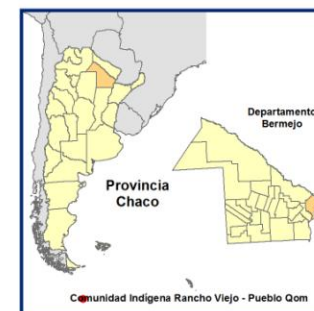 Departamento
Bermejo
Provincia
Chaco
Comunidad Indígena Rancho Viejo - Pueblo Qom